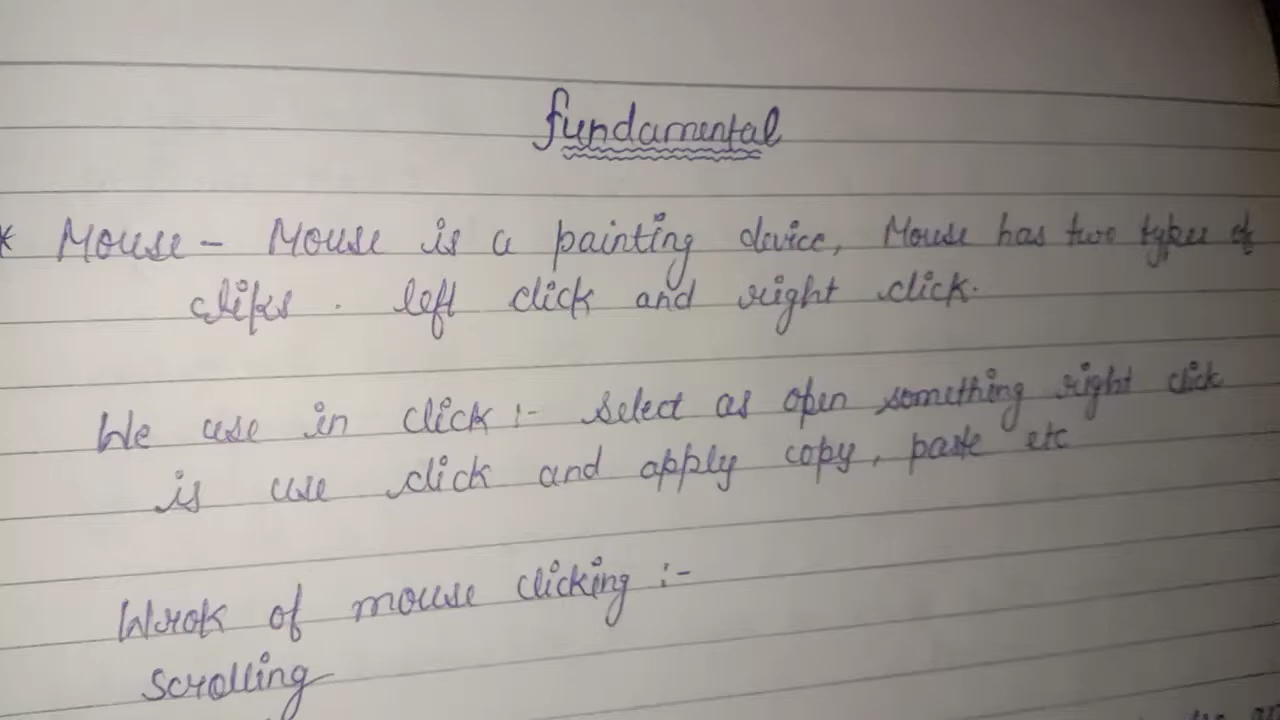 fundamental
* Mouse - Mouse is a painting device, Mouse has two types of
cliks . left click and right click.
We use in click :- select as open something right click
is use click and apply copy, paste etc
Wrok of mouse clicking :-
scrolling